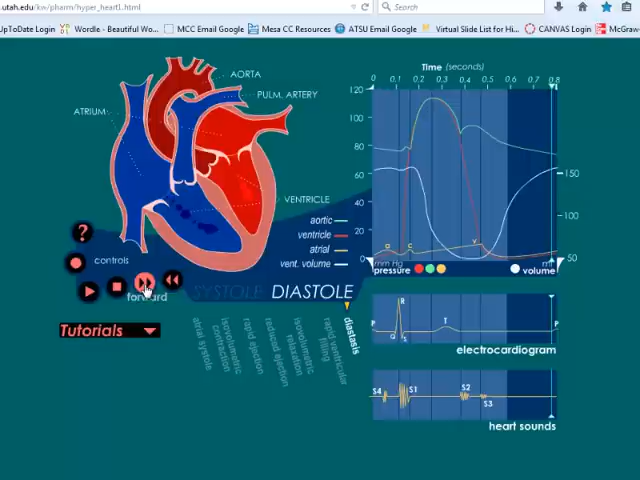 .utah.edu/kw/pharm/hyper_heart1.html
Search
UpToDate Login
Wordle - Beautiful Wo...
MCC Email Google
Mesa CC Resources
ATSU Email Google
Virtual Slide List for Hi...
CANVAS Login
McGraw
AORTA
PULM. ARTERY
ATRIUM
VENTRICLE
?
controls
forward
Tutorials
SYSTOLE DIASTOLE
atrial systole
isovolumetric contraction
rapid ejection
reduced ejection
isovolumetric relaxation
rapid ventricular filling
diastasis
Time (seconds)
0 0.1 0.2 0.3 0.4 0.5 0.6 0.7 0.8
120
100
80
60
40
20
0
150
100
50
aortic
ventricle
atrial
vent. volume
a c v
mm Hg
pressure
volume
P Q R S T P
electrocardiogram
S4 S1 S2 S3
heart sounds